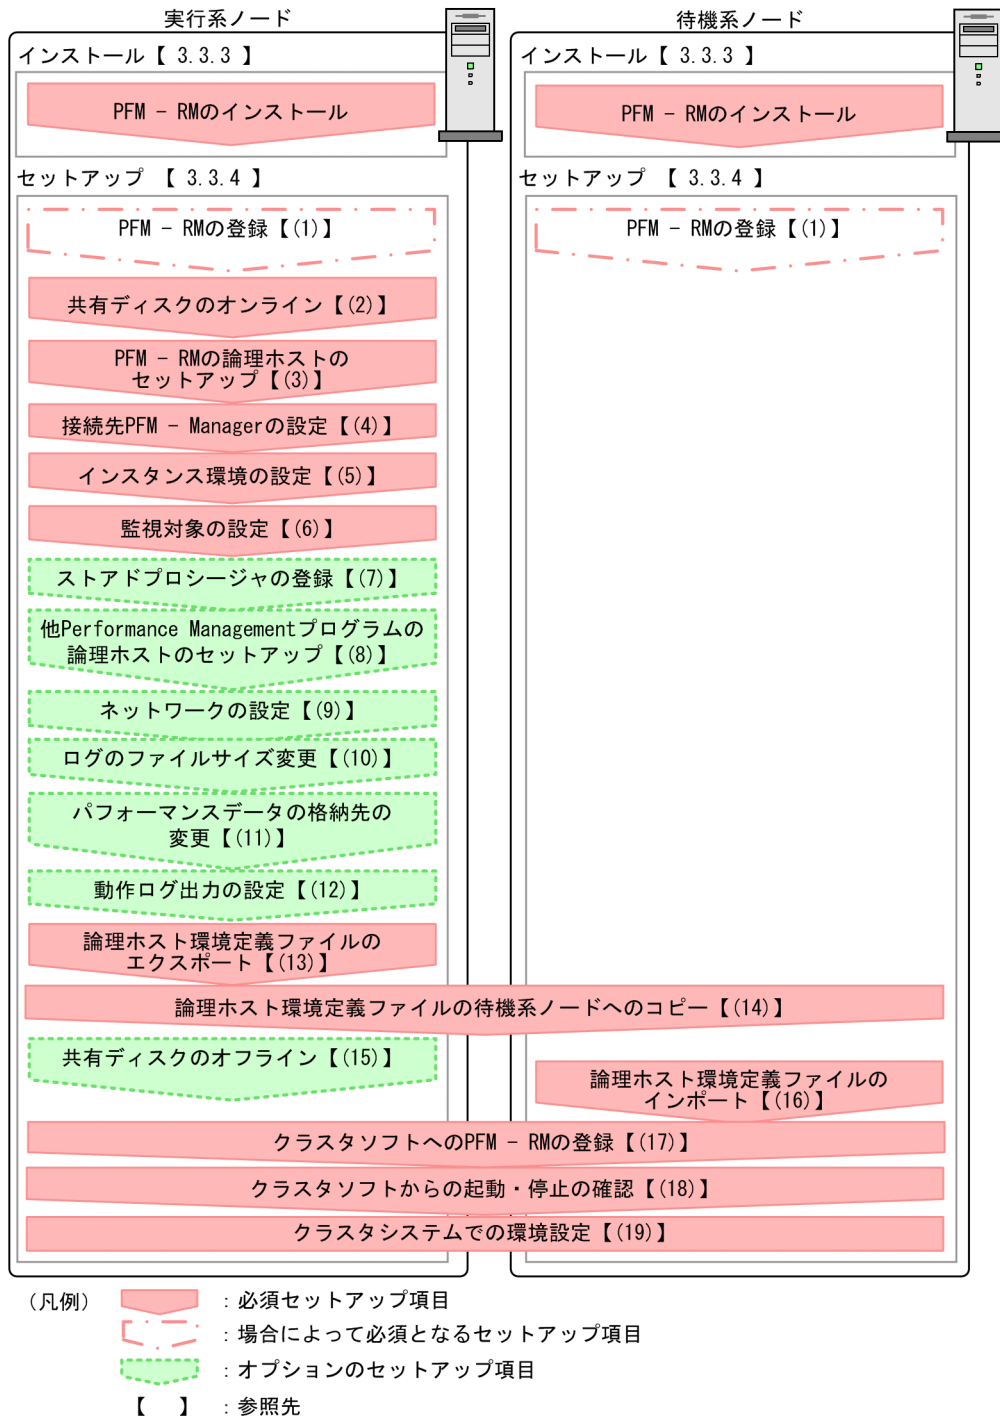 実行系ノード
インストール【 3.3.3 】
PFM － RMのインストール
セットアップ 【 3.3.4 】
PFM － RMの登録【(1)】
共有ディスクのオンライン【(2)】
PFM － RMの論理ホストの
セットアップ【(3)】
接続先PFM － Managerの設定【(4)】
インスタンス環境の設定【(5)】
監視対象の設定【(6)】
ストアドプロシージャの登録【(7)】
他Performance Managementプログラムの
論理ホストのセットアップ【(8)】
ネットワークの設定【(9)】
ログのファイルサイズ変更【(10)】
パフォーマンスデータの格納先の
変更【(11)】
動作ログ出力の設定【(12)】
論理ホスト環境定義ファイルの
エクスポート【(13)】
待機系ノード
インストール【 3.3.3 】
PFM － RMのインストール
セットアップ 【 3.3.4 】
PFM － RMの登録【(1)】
論理ホスト環境定義ファイルの待機系ノードへのコピー【(14)】
共有ディスクのオフライン【(15)】
論理ホスト環境定義ファイルの
インポート【(16)】
クラスタソフトへのPFM － RMの登録【(17)】
クラスタソフトからの起動・停止の確認【(18)】
クラスタシステムでの環境設定【(19)】
（凡例）
：必須セットアップ項目
：場合によって必須となるセットアップ項目
：オプションのセットアップ項目
【　】 ：参照先